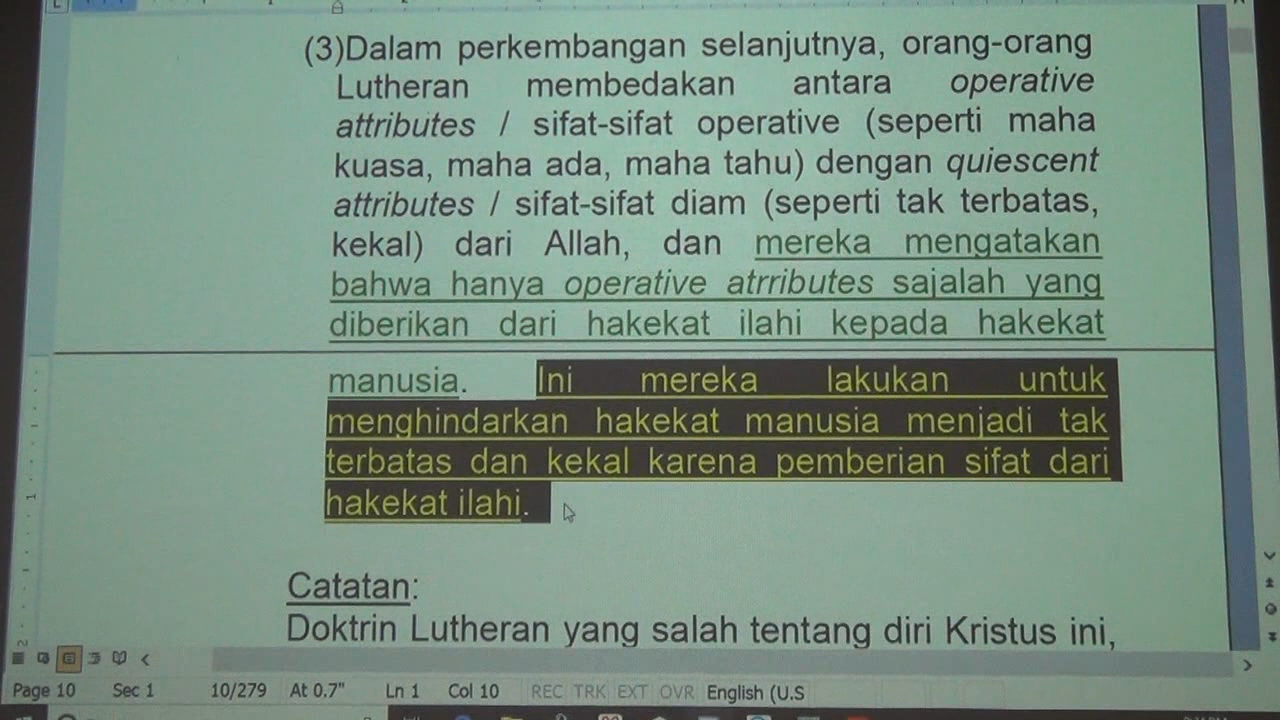 (3)Dalam perkembangan selanjutnya, orang-orang
Lutheran membedakan antara operative
attributes / sifat-sifat operative (seperti maha
kuasa, maha ada, maha tahu) dengan quiescent
attributes / sifat-sifat diam (seperti tak terbatas,
kekal) dari Allah, dan mereka mengatakan
bahwa hanya operative atrributes sajalah yang
diberikan dari hakekat ilahi kepada hakekat
manusia. Ini mereka lakukan untuk
menghindarkan hakekat manusia menjadi tak
terbatas dan kekal karena pemberian sifat dari
hakekat ilahi.
Catatan:
Doktrin Lutheran yang salah tentang diri Kristus ini,
Page 10 Sec 1 10/279 At 0.7" Ln 1 Col 10 REC TRK EXT OVR English (U.S